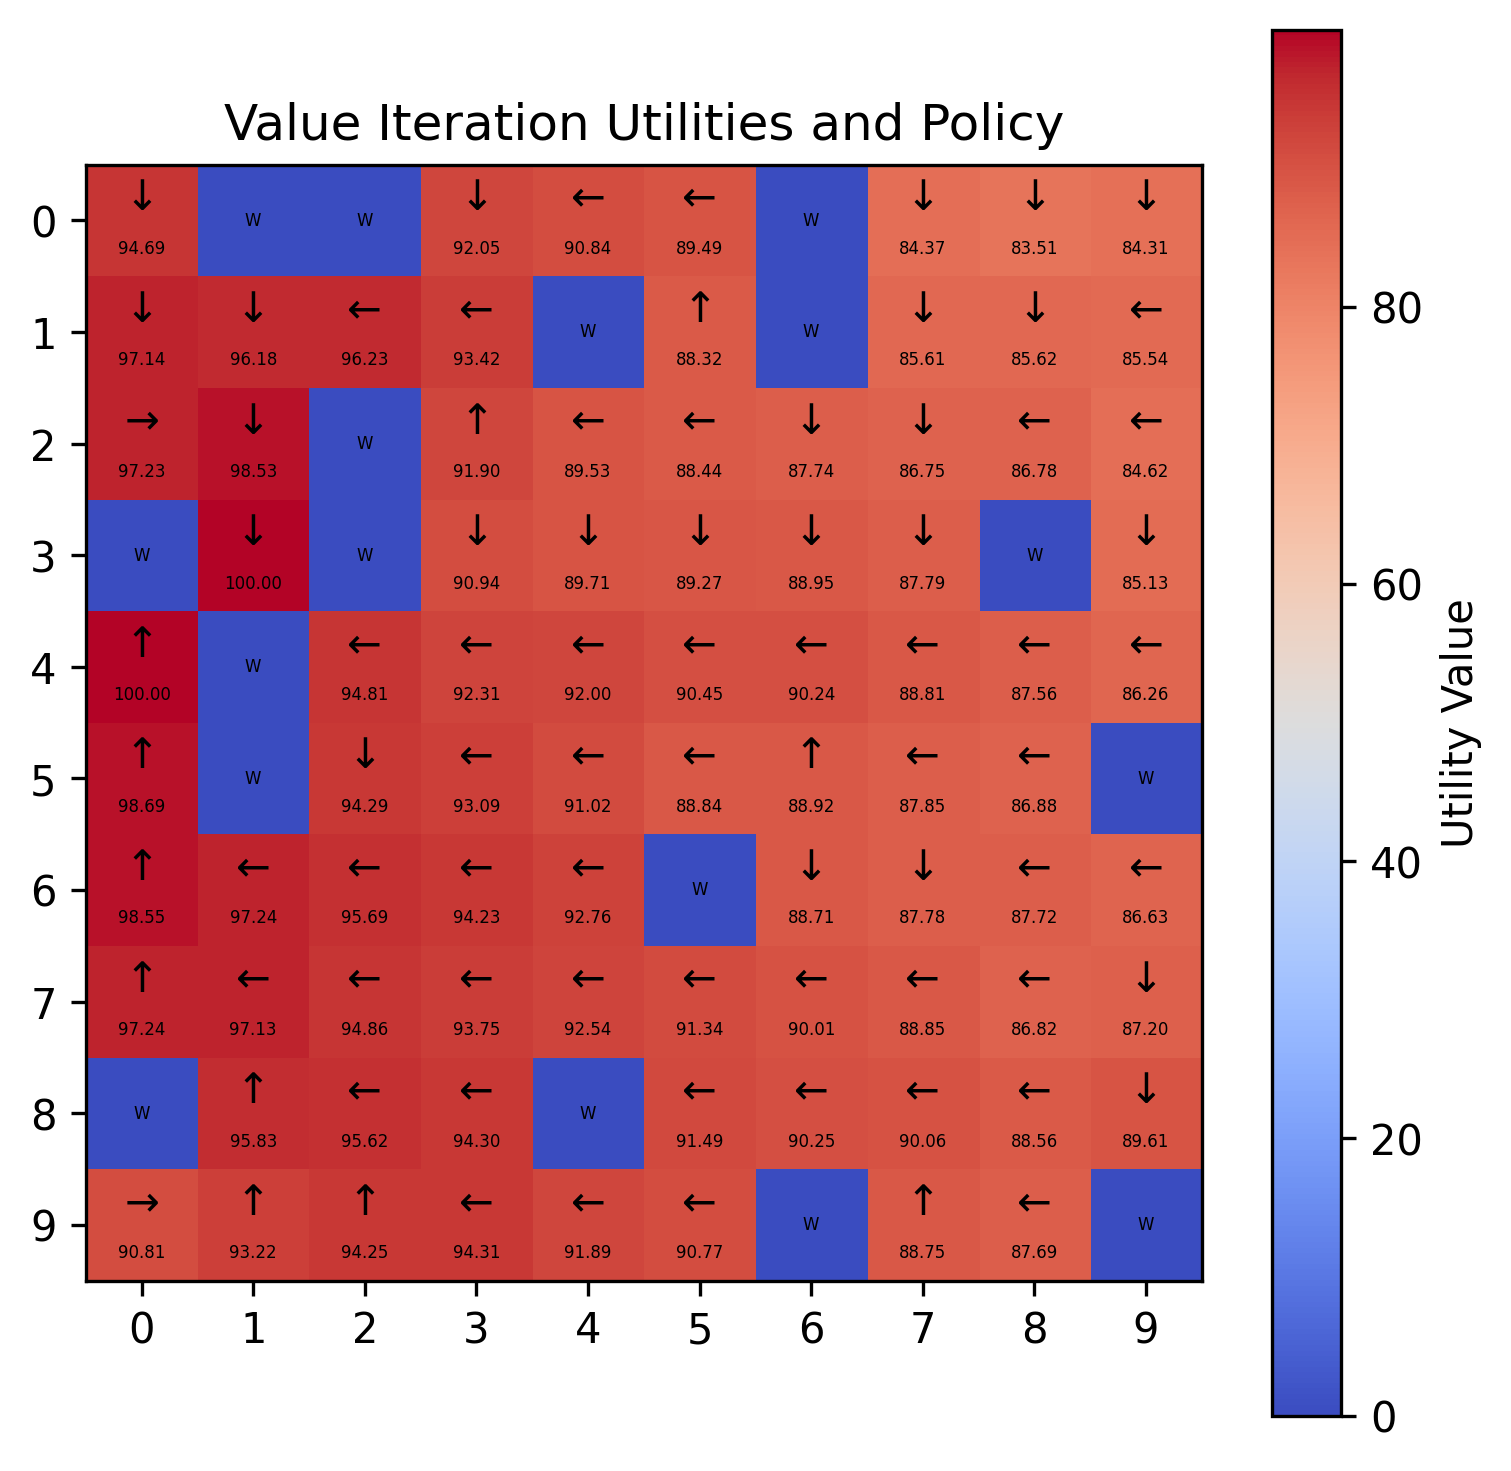 Value Iteration Utilities and Policy
0 ↓ W W ↓ ← ← W ↓ ↓ ↓
94.69 92.05 90.84 89.49 84.37 83.51 84.31
1 ↓ ↓ ← ← W ↑ W ↓ ↓ ←
97.14 96.18 96.23 93.42 88.32 85.61 85.62 85.54
2 → ↓ W ↑ ← ← ↓ ↓ ← ←
97.23 98.53 91.90 89.53 88.44 87.74 86.75 86.78 84.62
3 W ↓ W ↓ ↓ ↓ ↓ ↓ W ↓
100.00 90.94 89.71 89.27 88.95 87.79 85.13
4 ↑ W ← ← ← ← ← ← ← ←
100.00 94.81 92.31 92.00 90.45 90.24 88.81 87.56 86.26
5 ↑ W ↓ ← ← ← ↑ ← ← W
98.69 94.29 93.09 91.02 88.84 88.92 87.85 86.88
6 ↑ ← ← ← ← W ↓ ↓ ← ←
98.55 97.24 95.69 94.23 92.76 88.71 87.78 87.72 86.63
7 ↑ ← ← ← ← ← ← ← ← ↓
97.24 97.13 94.86 93.75 92.54 91.34 90.01 88.85 86.82 87.20
8 W ↑ ← ← W ← ← ← ← ↓
95.83 95.62 94.30 91.49 90.25 90.06 88.56 89.61
9 → ↑ ↑ ← ← ← W ↑ ← W
90.81 93.22 94.25 94.31 91.89 90.77 88.75 87.69
0 1 2 3 4 5 6 7 8 9
80
60
40
20
0
Utility Value